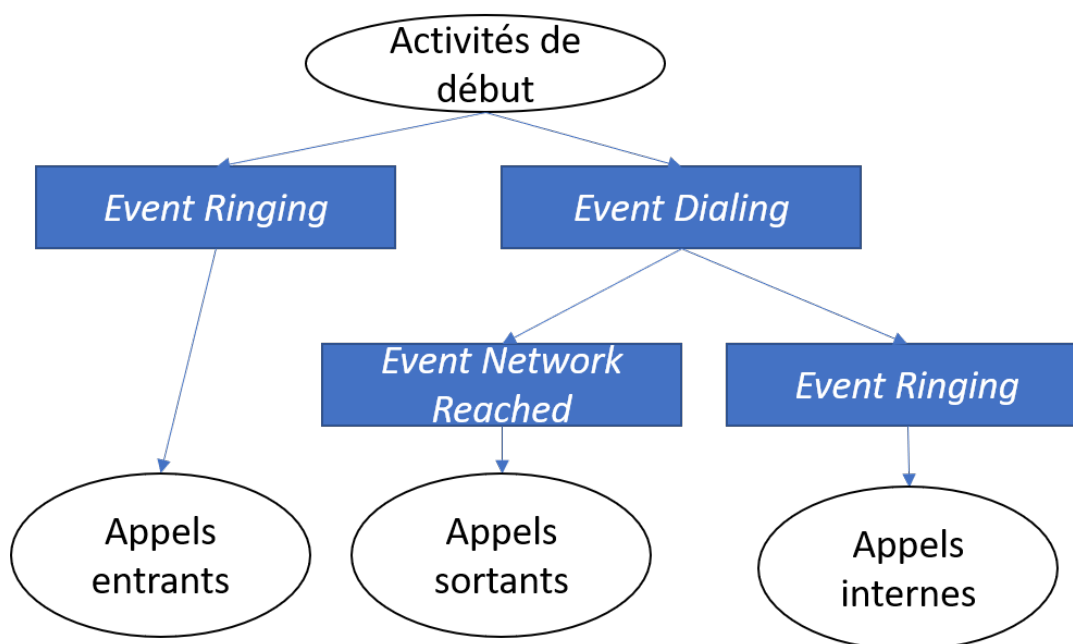 Activités de
début
Event Ringing
Event Dialing
Event Network
Reached
Event Ringing
Appels
entrants
Appels
sortants
Appels
internes